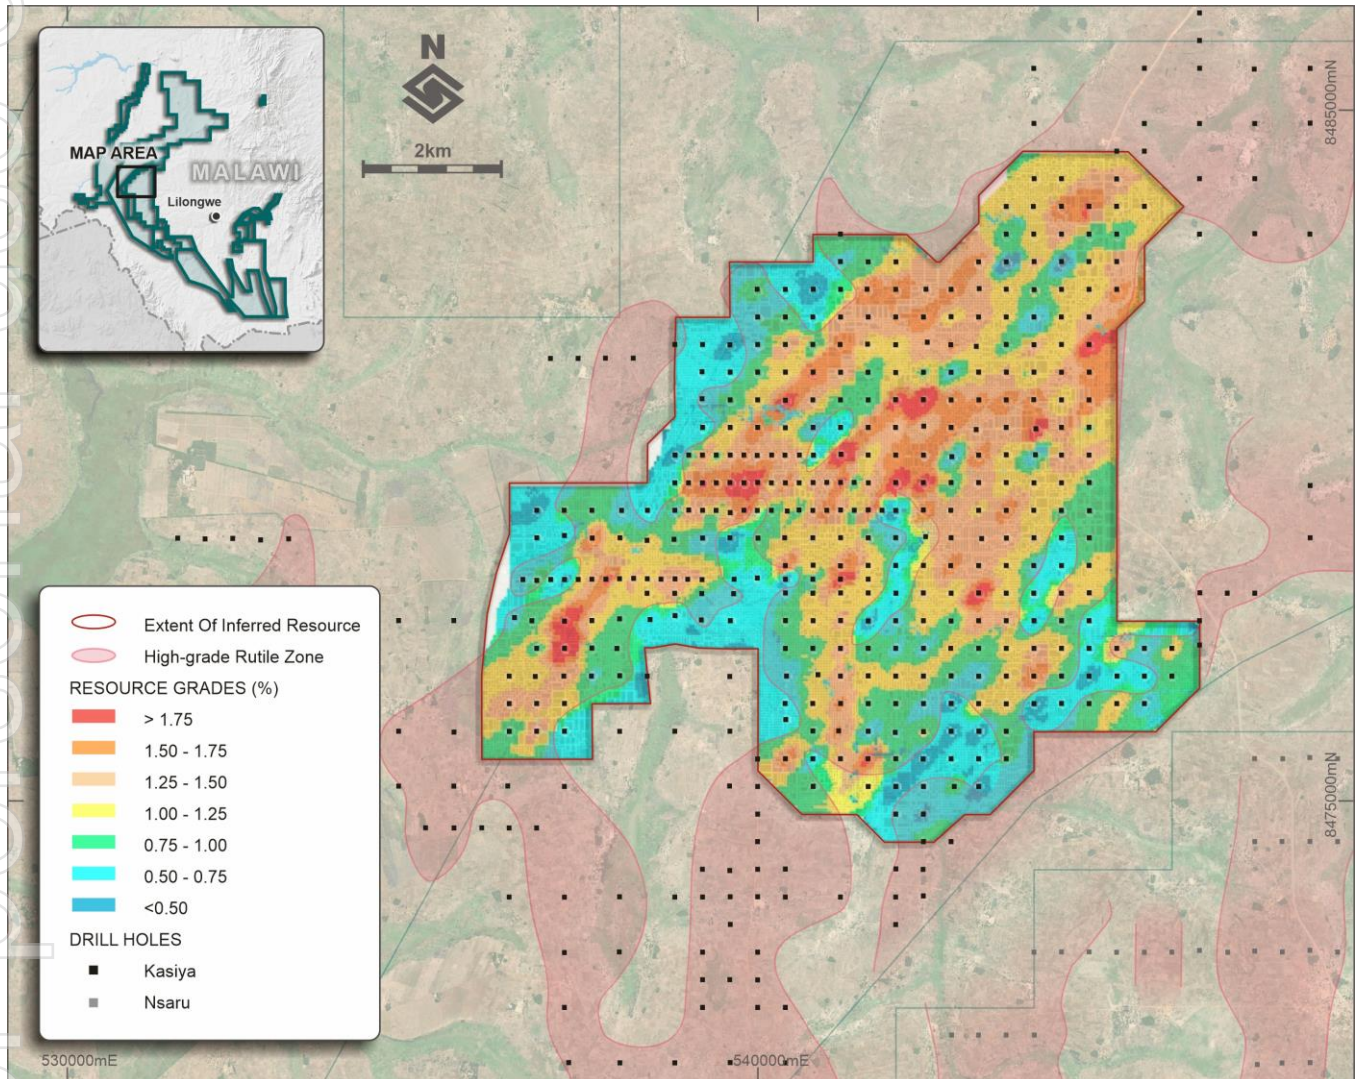 N
2km
MAP AREA
MALAWI
Lilongwe
8485000mN
Extent Of Inferred Resource
High-grade Rutile Zone
RESOURCE GRADES (%)
> 1.75
1.50 - 1.75
1.25 - 1.50
1.00 - 1.25
0.75 - 1.00
0.50 - 0.75
<0.50
DRILL HOLES
Kasiya
Nsaru
8475000mN
530000mE
540000mE